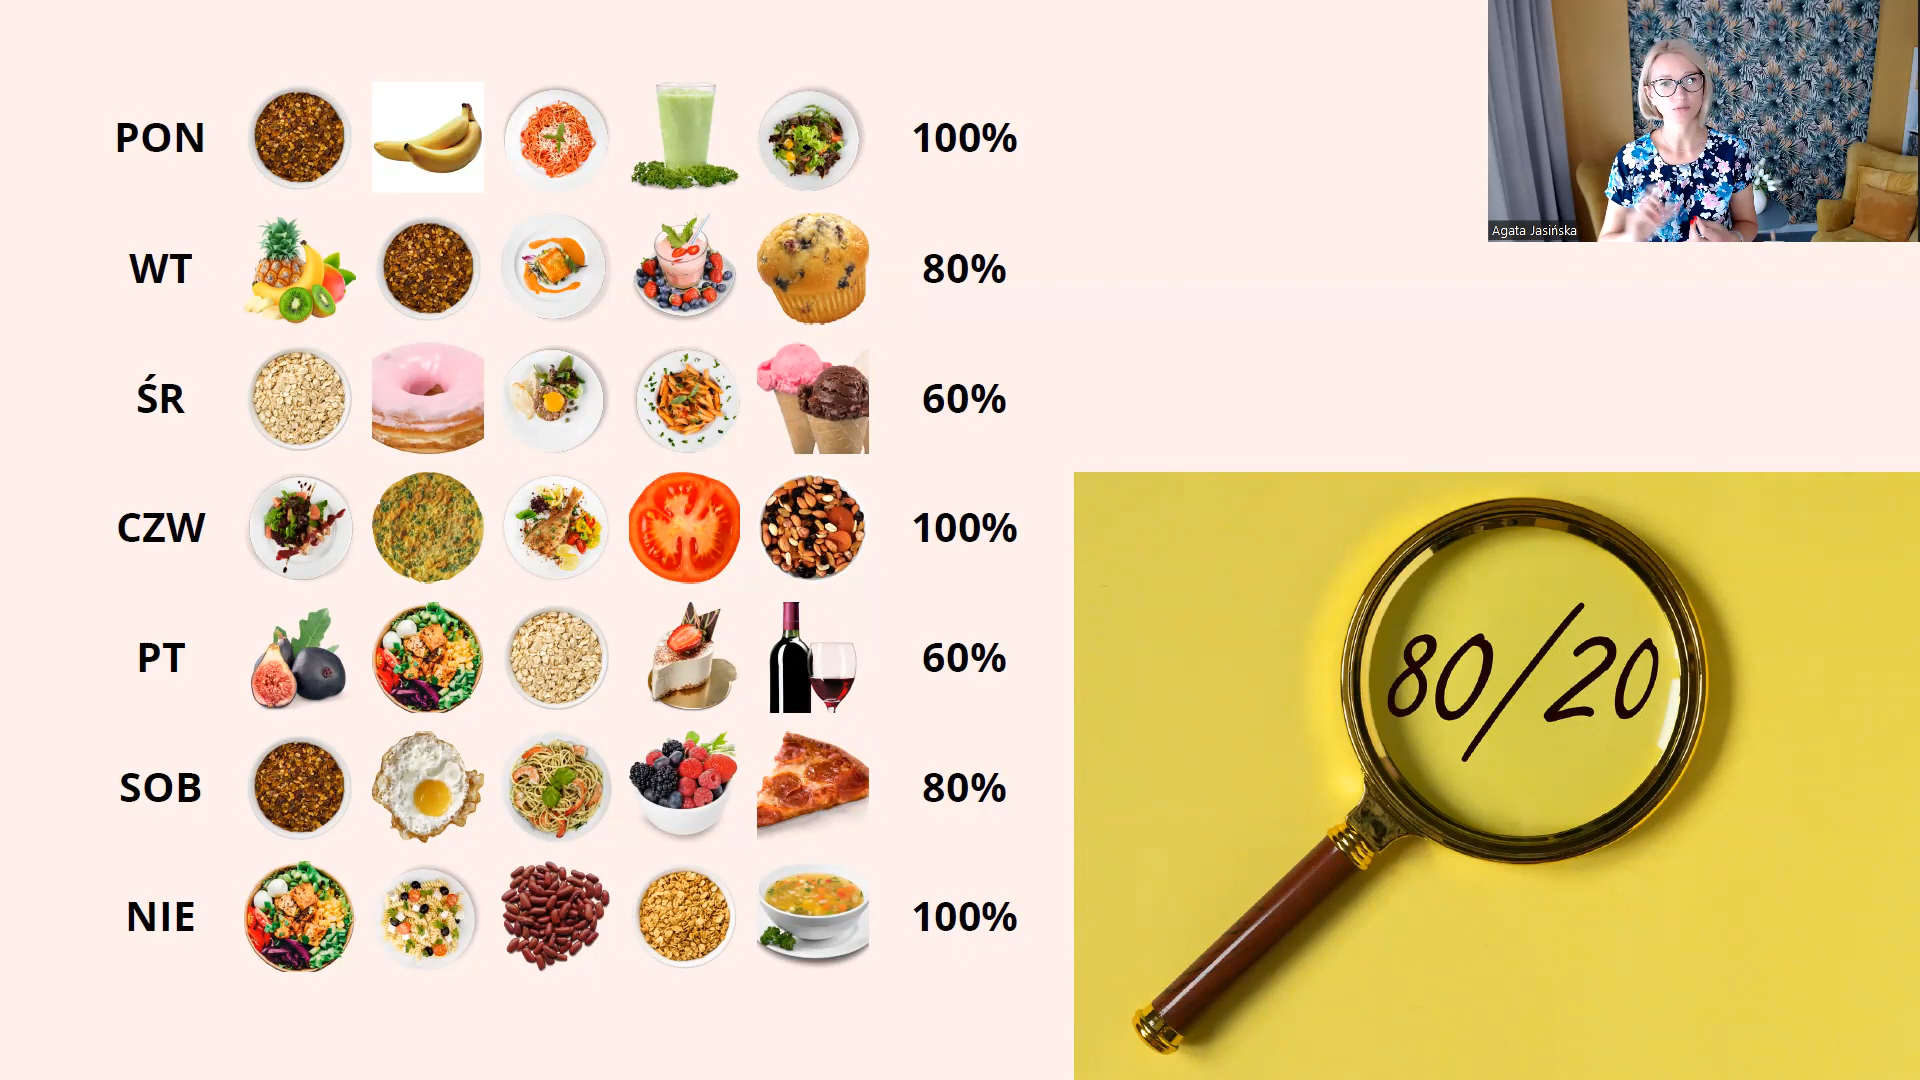 PON 100%
WT 80%
ŚR 60%
CZW 100%
PT 60%
SOB 80%
NIE 100%
Agata Jasińska
80/20